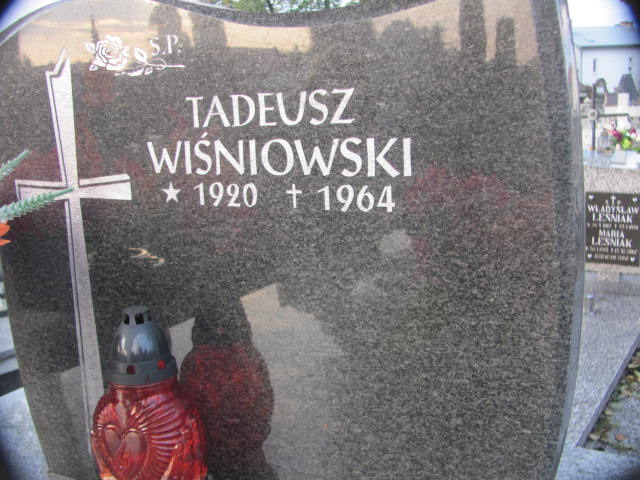 Ś.P.
TADEUSZ
WIŚNIOWSKI
★ 1920 † 1964
WŁADYSŁAW
LEŚNIAK
MARIA
LEŚNIAK